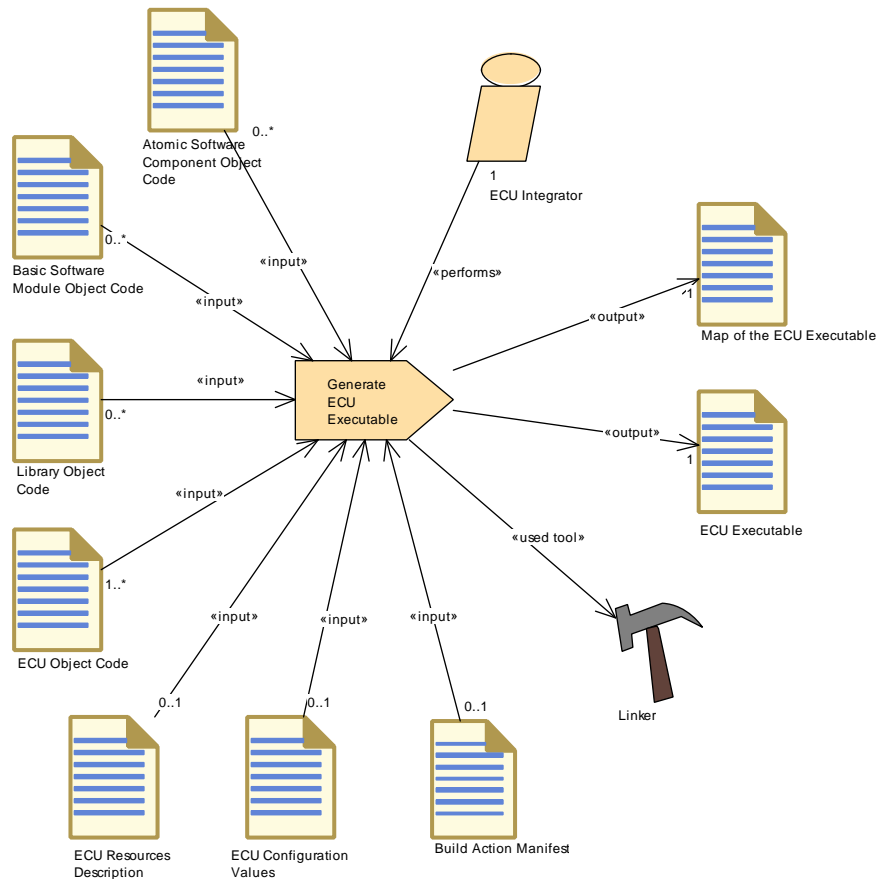 0..*
Atomic Software
Component Object
Code
1
ECU Integrator
0..*
Basic Software
Module Object Code
«input»
«input»
«performs»
«output»
1
Map of the ECU Executable
«input»
0..*
Library Object
Code
Generate
ECU
Executable
«output»
1
ECU Executable
«input»
1..*
ECU Object Code
«used tool»
Linker
«input»
0..1
ECU Resources
Description
«input»
0..1
ECU Configuration
Values
«input»
0..1
Build Action Manifest